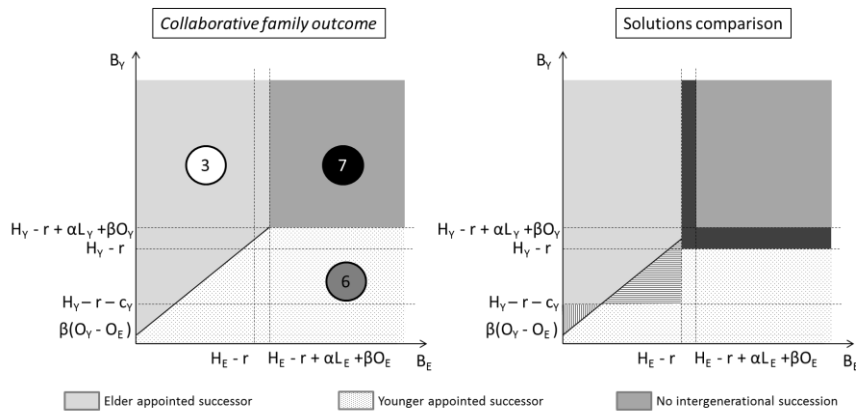 Collaborative family outcome
Solutions comparison
B_Y
3
7
H_Y - r + αL_Y +βO_Y
H_Y - r
6
H_Y – r – c_Y
β(O_Y - O_E)
H_E - r
H_E - r + αL_E +βO_E
B_E
B_Y
H_Y - r + αL_Y +βO_Y
H_Y - r
H_Y – r – c_Y
β(O_Y - O_E)
H_E - r
H_E - r + αL_E +βO_E
B_E
Elder appointed successor
Younger appointed successor
No intergenerational succession